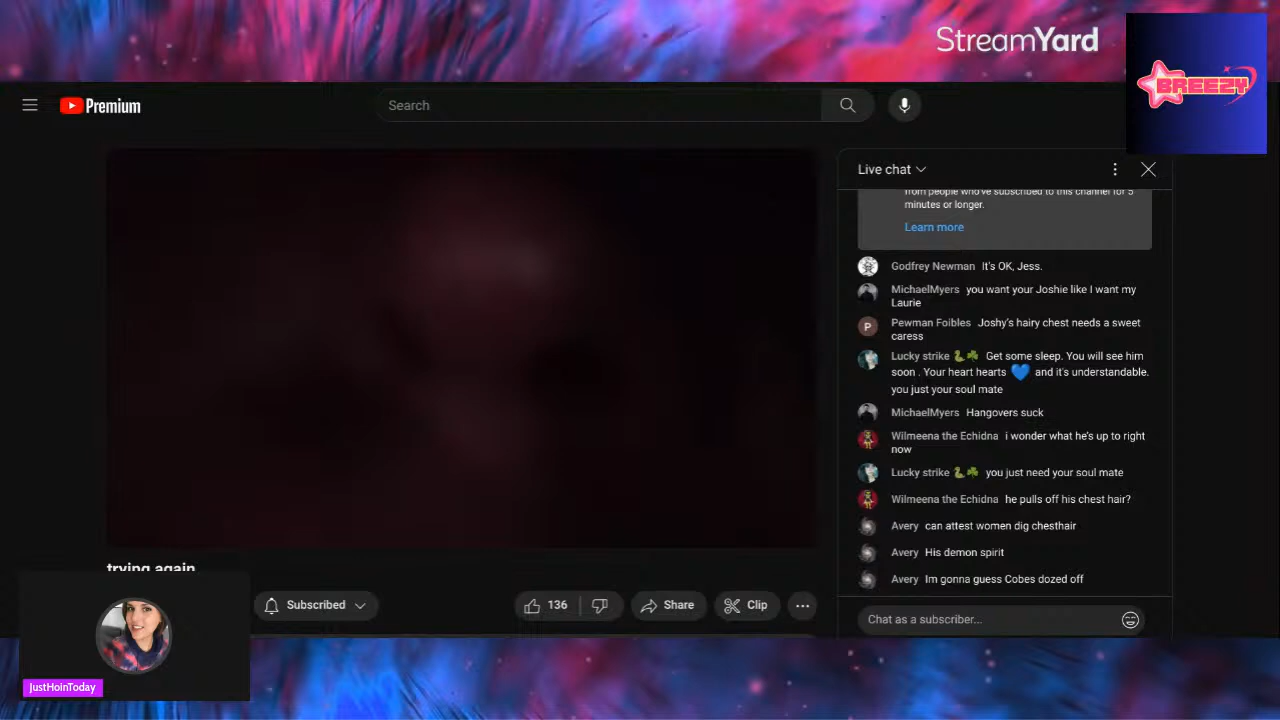 StreamYard
BREEZY
Premium
Search
Live chat
from people who've subscribed to this channel for 5
minutes or longer.
Learn more
Godfrey Newman It's OK, Jess.
MichaelMyers you want your Joshie like I want my
Laurie
P
Pewman Foibles Joshy's hairy chest needs a sweet
caress
Lucky strike 🐍☘️ Get some sleep. You will see him
soon . Your heart hearts 💙 and it's understandable.
you just your soul mate
MichaelMyers Hangovers suck
Wilmeena the Echidna i wonder what he's up to right
now
Lucky strike 🐍☘️ you just need your soul mate
Wilmeena the Echidna he pulls off his chest hair?
Avery can attest women dig chesthair
Avery His demon spirit
Avery Im gonna guess Cobes dozed off
Chat as a subscriber...
trying again
Subscribed
136
Share
Clip
JustHoinToday